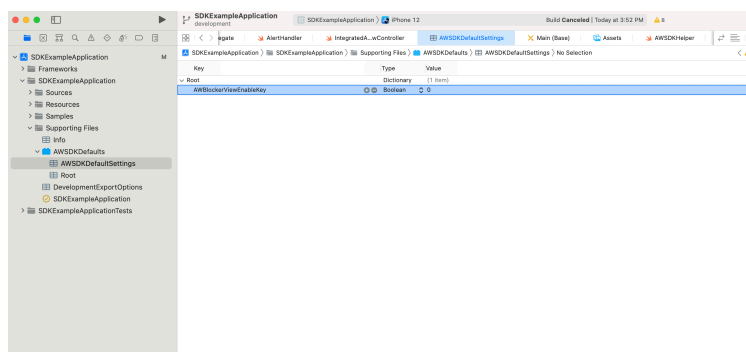 SDKExampleApplication
development
SDKExampleApplication
iPhone 12
Build Canceled | Today at 3:52 PM
8
egate
AlertHandler
IntegratedA...wController
AWSDKDefaultSettings
Main (Base)
Assets
AWSDKHelper
SDKExampleApplication
M
SDKExampleApplication
SDKExampleApplication
Supporting Files
AWSDKDefaults
AWSDKDefaultSettings
No Selection
Frameworks
SDKExampleApplication
Sources
Resources
Samples
Supporting Files
Info
AWSDKDefaults
AWSDKDefaultSettings
Root
DevelopmentExportOptions
SDKExampleApplication
SDKExampleApplicationTests
Key Type Value
Root Dictionary (1 item)
AWBlockerViewEnableKey Boolean 0